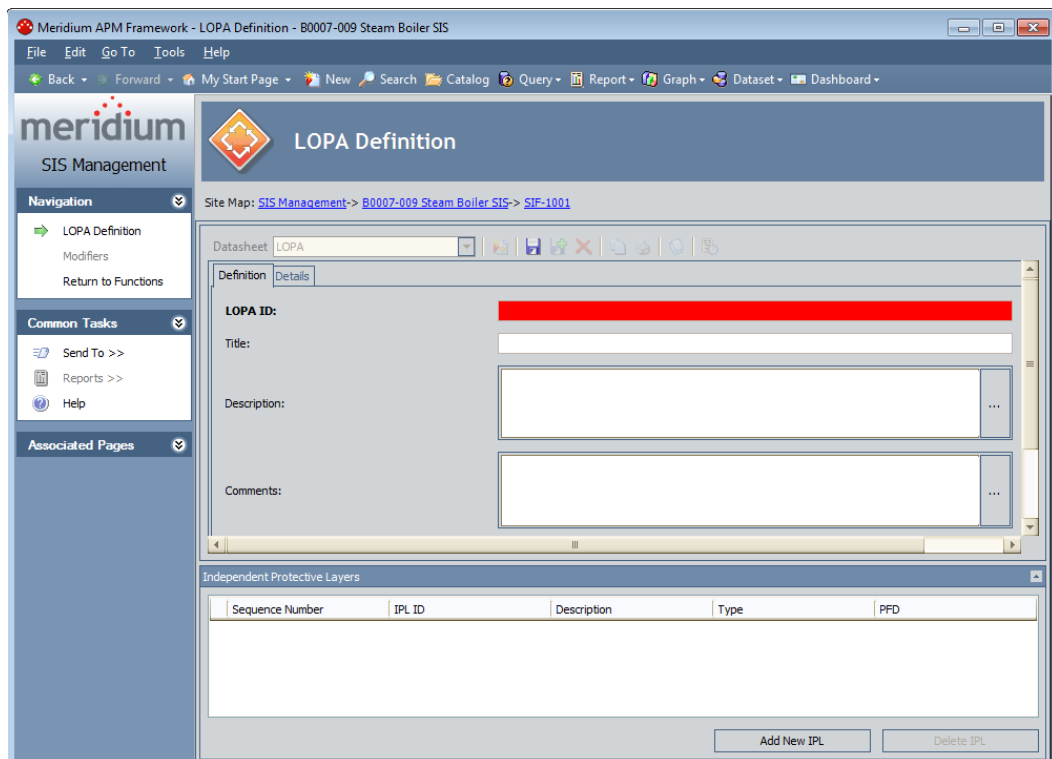 Meridium APM Framework - LOPA Definition - B0007-009 Steam Boiler SIS
File Edit Go To Tools Help
Back Forward My Start Page New Search Catalog Query Report Graph Dataset Dashboard
meridium
SIS Management
LOPA Definition
Navigation
LOPA Definition
Modifiers
Return to Functions
Common Tasks
Send To >>
Reports >>
Help
Associated Pages
Site Map: SIS Management-> B0007-009 Steam Boiler SIS-> SIF-1001
Datasheet LOPA
Definition Details
LOPA ID:
Title:
Description:
...
Comments:
...
Independent Protective Layers
Sequence Number IPL ID Description Type PFD
Add New IPL Delete IPL